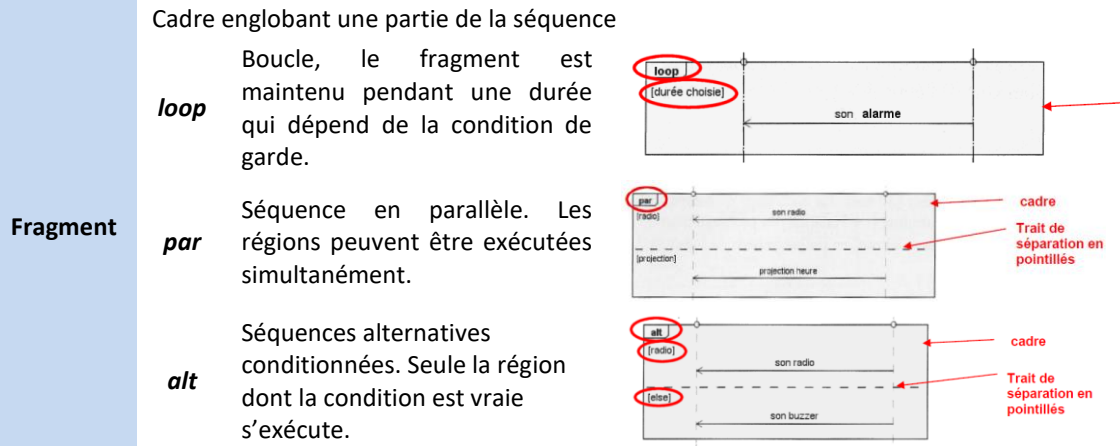 Cadre englobant une partie de la séquence
Fragment
loop
Boucle, le fragment est
maintenu pendant une durée
qui dépend de la condition de
garde.
loop
[durée choisie]
son alarme
par
Séquence en parallèle. Les
régions peuvent être exécutées
simultanément.
par
[radio]
son radio
[projection]
projection heure
cadre
Trait de
séparation en
pointillés
alt
Séquences alternatives
conditionnées. Seule la région
dont la condition est vraie
s’exécute.
alt
[radio]
son radio
[else]
son buzzer
cadre
Trait de
séparation en
pointillés